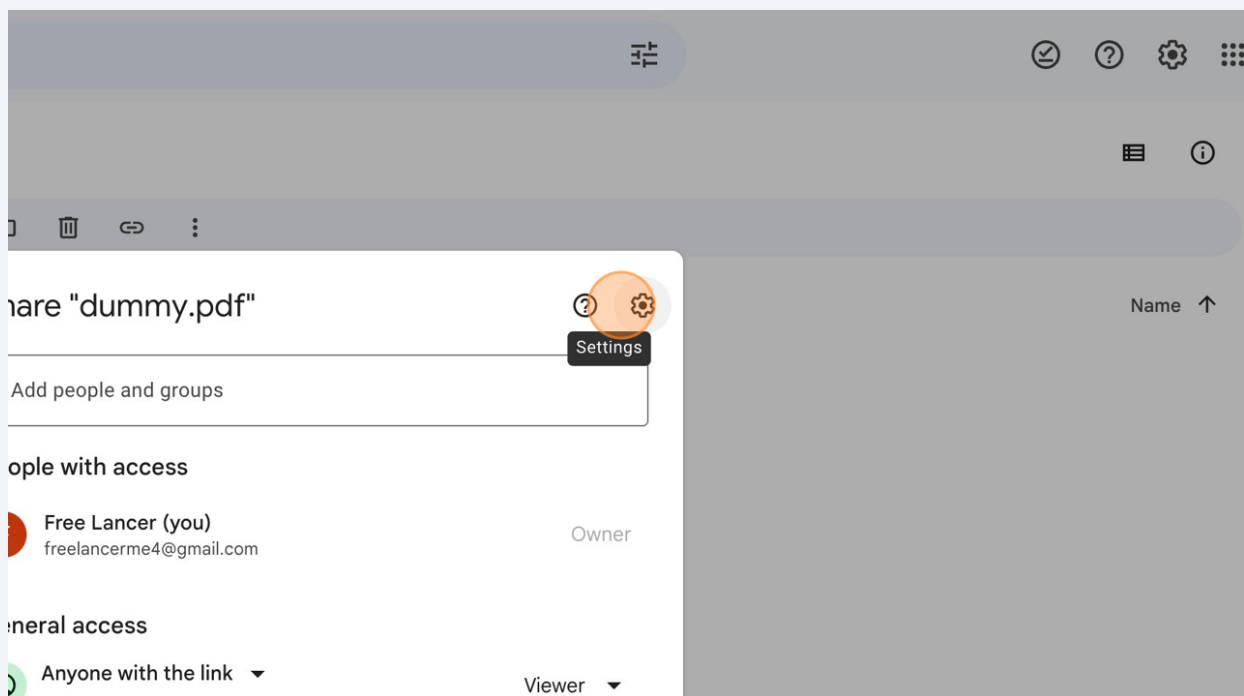 hare "dummy.pdf"
Name
Settings
Add people and groups
ople with access
Free Lancer (you)
freelancerme4@gmail.com
Owner
eneral access
Anyone with the link
Viewer